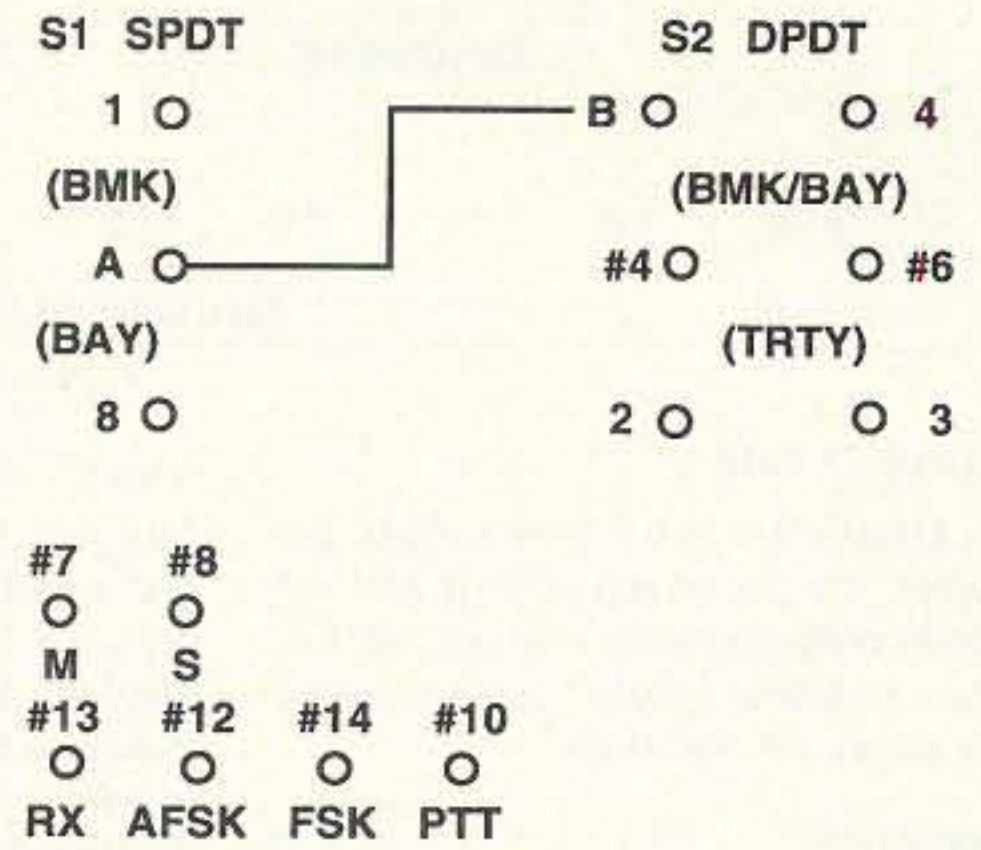 S1 SPDT S2 DPDT
1 B 4
(BMK) (BMK/BAY)
A #4 #6
(BAY) (TRTY)
8 2 3
#7 #8
M S
#13 #12 #14 #10
RX AFSK FSK PTT